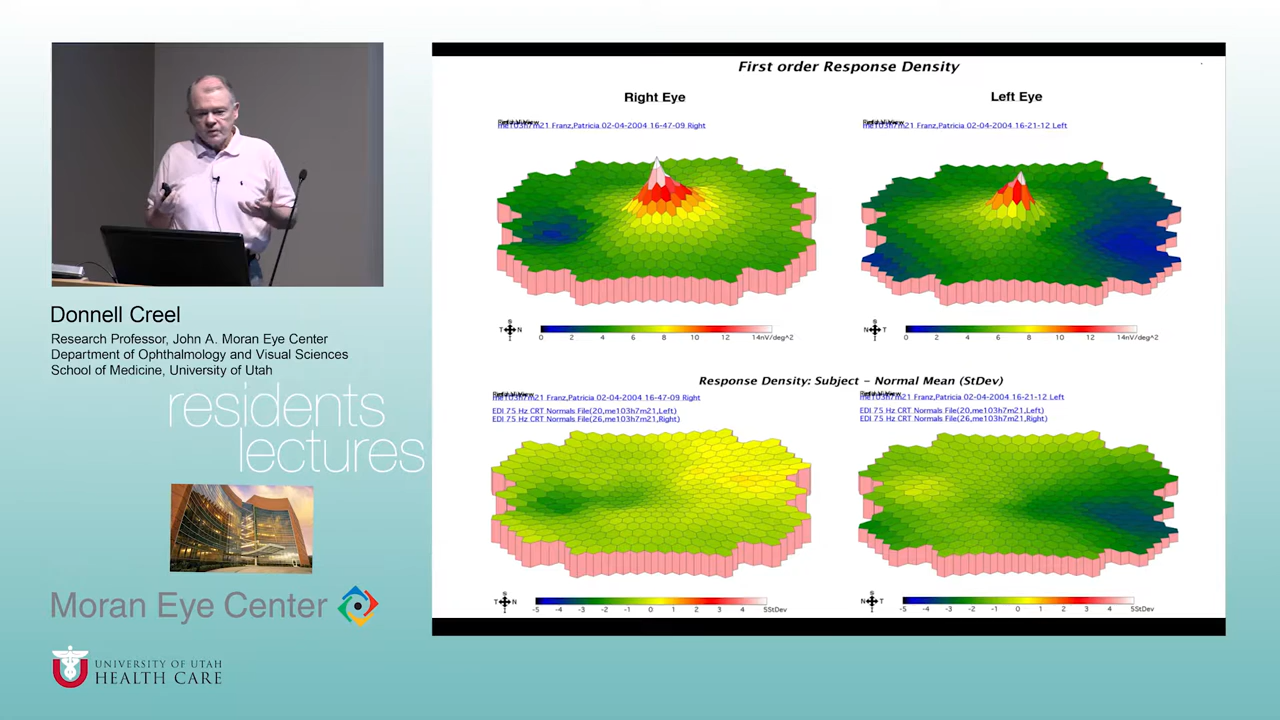 First order Response Density
Right Eye
Left Eye
me103h7m21 Franz,Patricia 02-04-2004 16-47-09 Right
me103h7m21 Franz,Patricia 02-04-2004 16-21-12 Left
S
T N
I
0 2 4 6 8 10 12 14nV/deg^2
S
N T
I
0 2 4 6 8 10 12 14nV/deg^2
Response Density: Subject - Normal Mean (StDev)
me103h7m21 Franz,Patricia 02-04-2004 16-47-09 Right
EDI 75 Hz CRT Normals File(20,me103h7m21,Left)
EDI 75 Hz CRT Normals File(26,me103h7m21,Right)
me103h7m21 Franz,Patricia 02-04-2004 16-21-12 Left
EDI 75 Hz CRT Normals File(20,me103h7m21,Left)
EDI 75 Hz CRT Normals File(26,me103h7m21,Right)
S
T N
I
-5 -4 -3 -2 -1 0 1 2 3 4 5StDev
S
N T
I
-5 -4 -3 -2 -1 0 1 2 3 4 5StDev
Donnell Creel
Research Professor, John A. Moran Eye Center
Department of Ophthalmology and Visual Sciences
School of Medicine, University of Utah
residents
lectures
Moran Eye Center
U
UNIVERSITY OF UTAH
HEALTH CARE